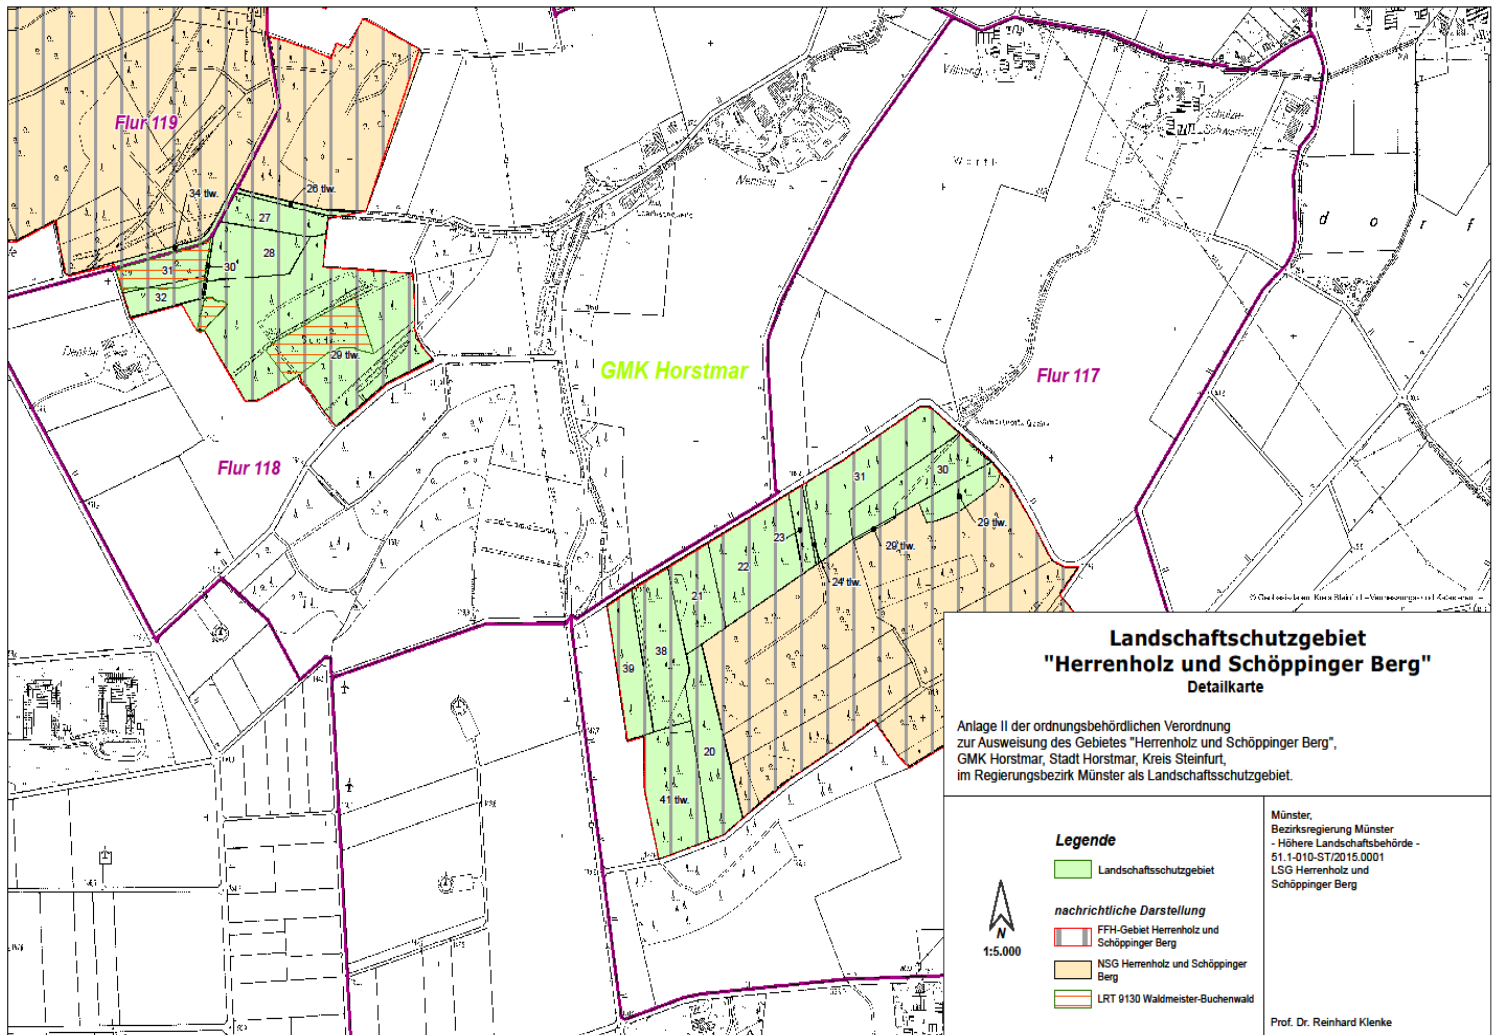 Flur 119
34 tlw.
26 tlw.
27
28
30
31
32
29 tlw.
GMK Horstmar
Flur 117
Flur 118
d o r f
31
30
29 tlw.
29 tlw.
23
24 tlw.
22
21
38
39
20
41 tlw.
Landschaftschutzgebiet
"Herrenholz und Schöppinger Berg"
Detailkarte
Anlage II der ordnungsbehördlichen Verordnung
zur Ausweisung des Gebietes "Herrenholz und Schöppinger Berg",
GMK Horstmar, Stadt Horstmar, Kreis Steinfurt,
im Regierungsbezirk Münster als Landschaftsschutzgebiet.
Legende
Landschaftsschutzgebiet
nachrichtliche Darstellung
FFH-Gebiet Herrenholz und
Schöppinger Berg
NSG Herrenholz und Schöppinger
Berg
LRT 9130 Waldmeister-Buchenwald
N
1:5.000
Münster,
Bezirksregierung Münster
- Höhere Landschaftsbehörde -
51.1-010-ST/2015.0001
LSG Herrenholz und
Schöppinger Berg
Prof. Dr. Reinhard Klenke